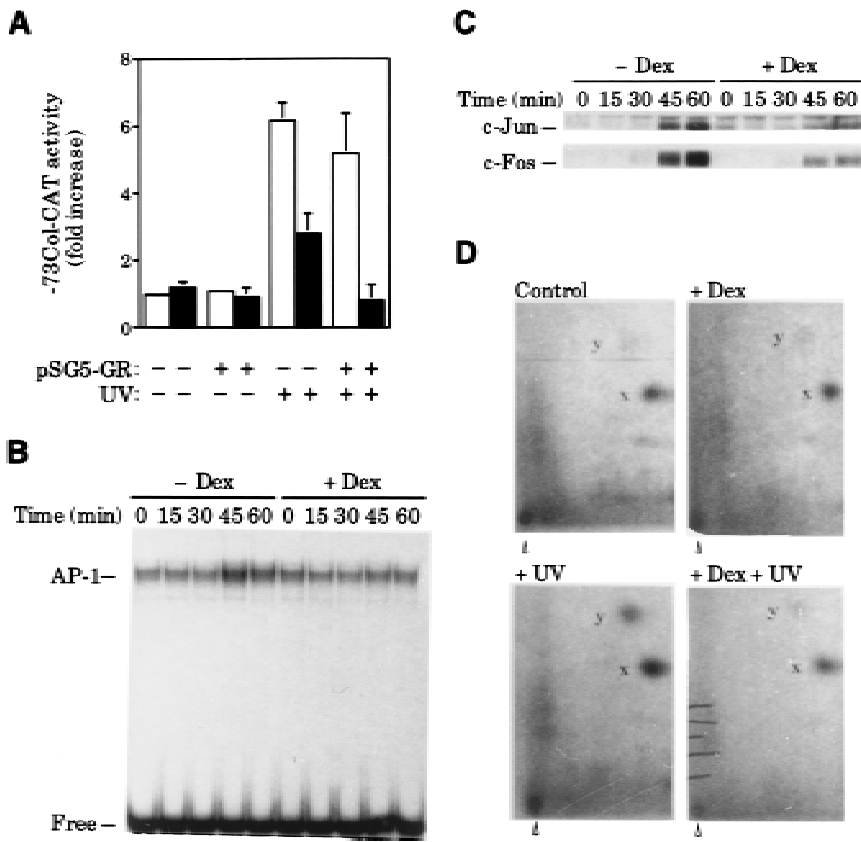 A
-73Col-CAT activity
(fold increase)
8
6
4
2
0
pSG5-GR: – – + + – – + +
UV: – – – – + + + +
B
– Dex + Dex
Time (min) 0 15 30 45 60 0 15 30 45 60
AP-1 –
Free –
C
– Dex + Dex
Time (min) 0 15 30 45 60 0 15 30 45 60
c-Jun –
c-Fos –
D
Control
y
x
+ Dex
y
x
+ UV
y
x
+ Dex + UV
y
x